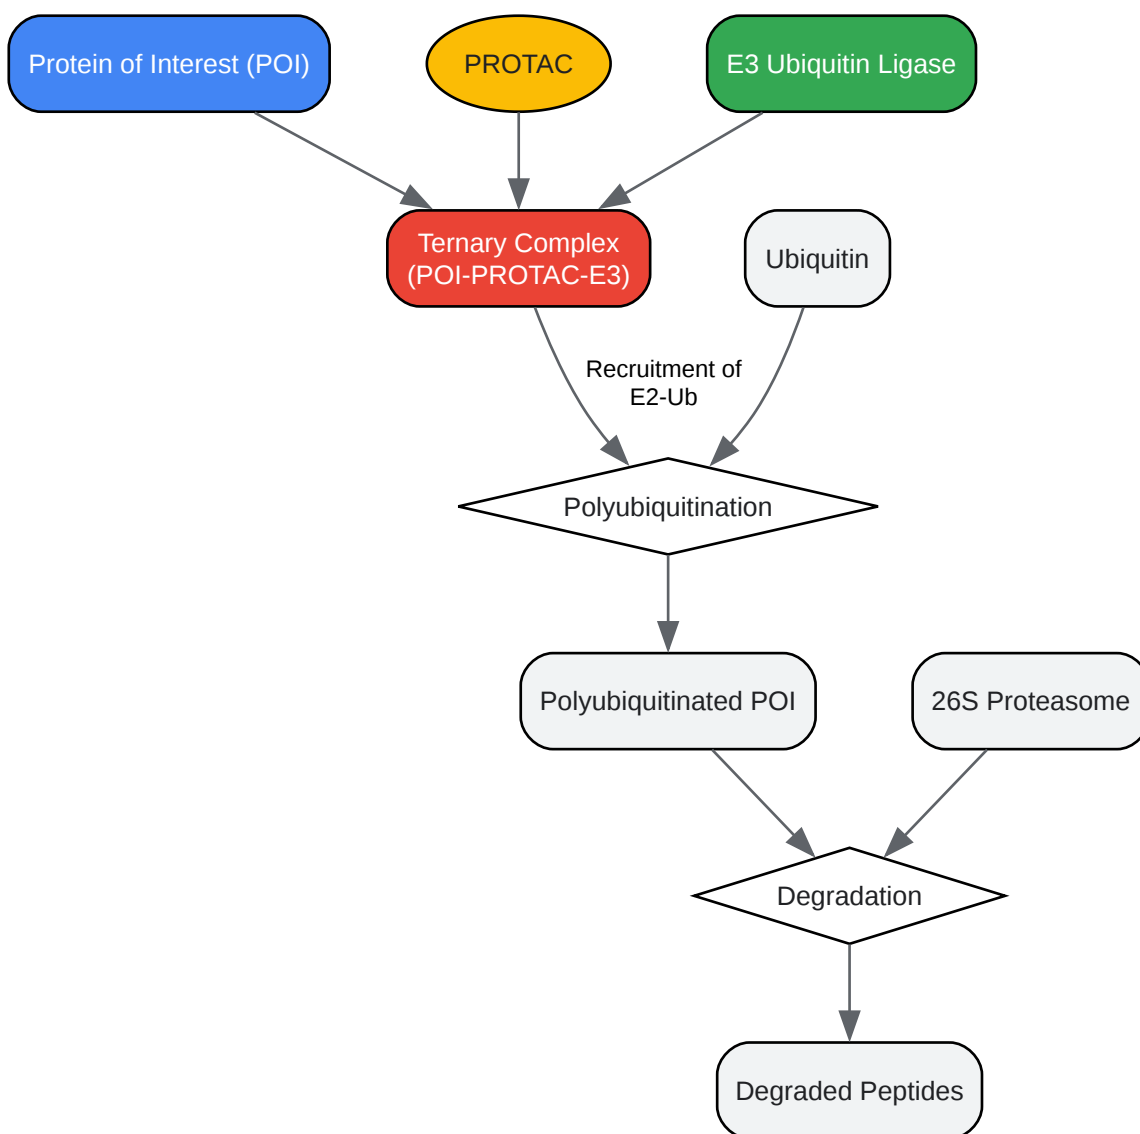 Protein of Interest (POI)
PROTAC
E3 Ubiquitin Ligase
Ternary Complex
(POI-PROTAC-E3)
Ubiquitin
Recruitment of
E2-Ub
Polyubiquitination
Polyubiquitinated POI
26S Proteasome
Degradation
Degraded Peptides